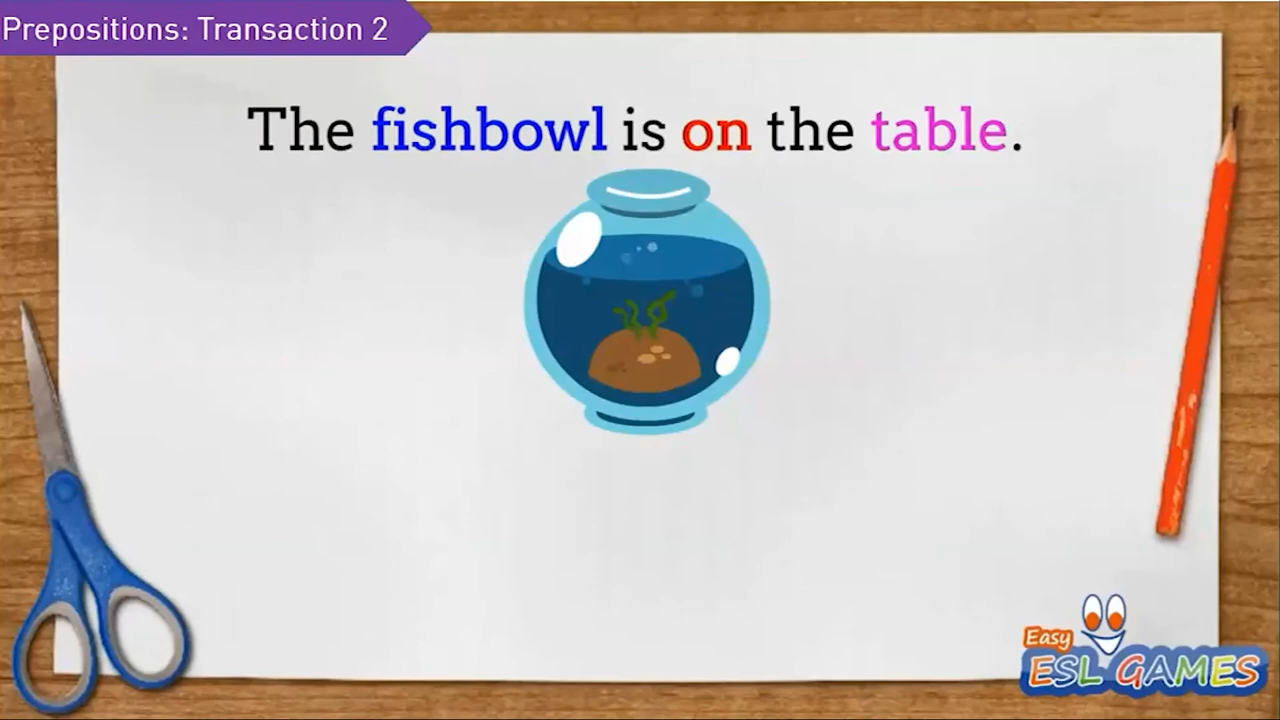 Prepositions: Transaction 2
The fishbowl is on the table.
Easy
ESL GAMES